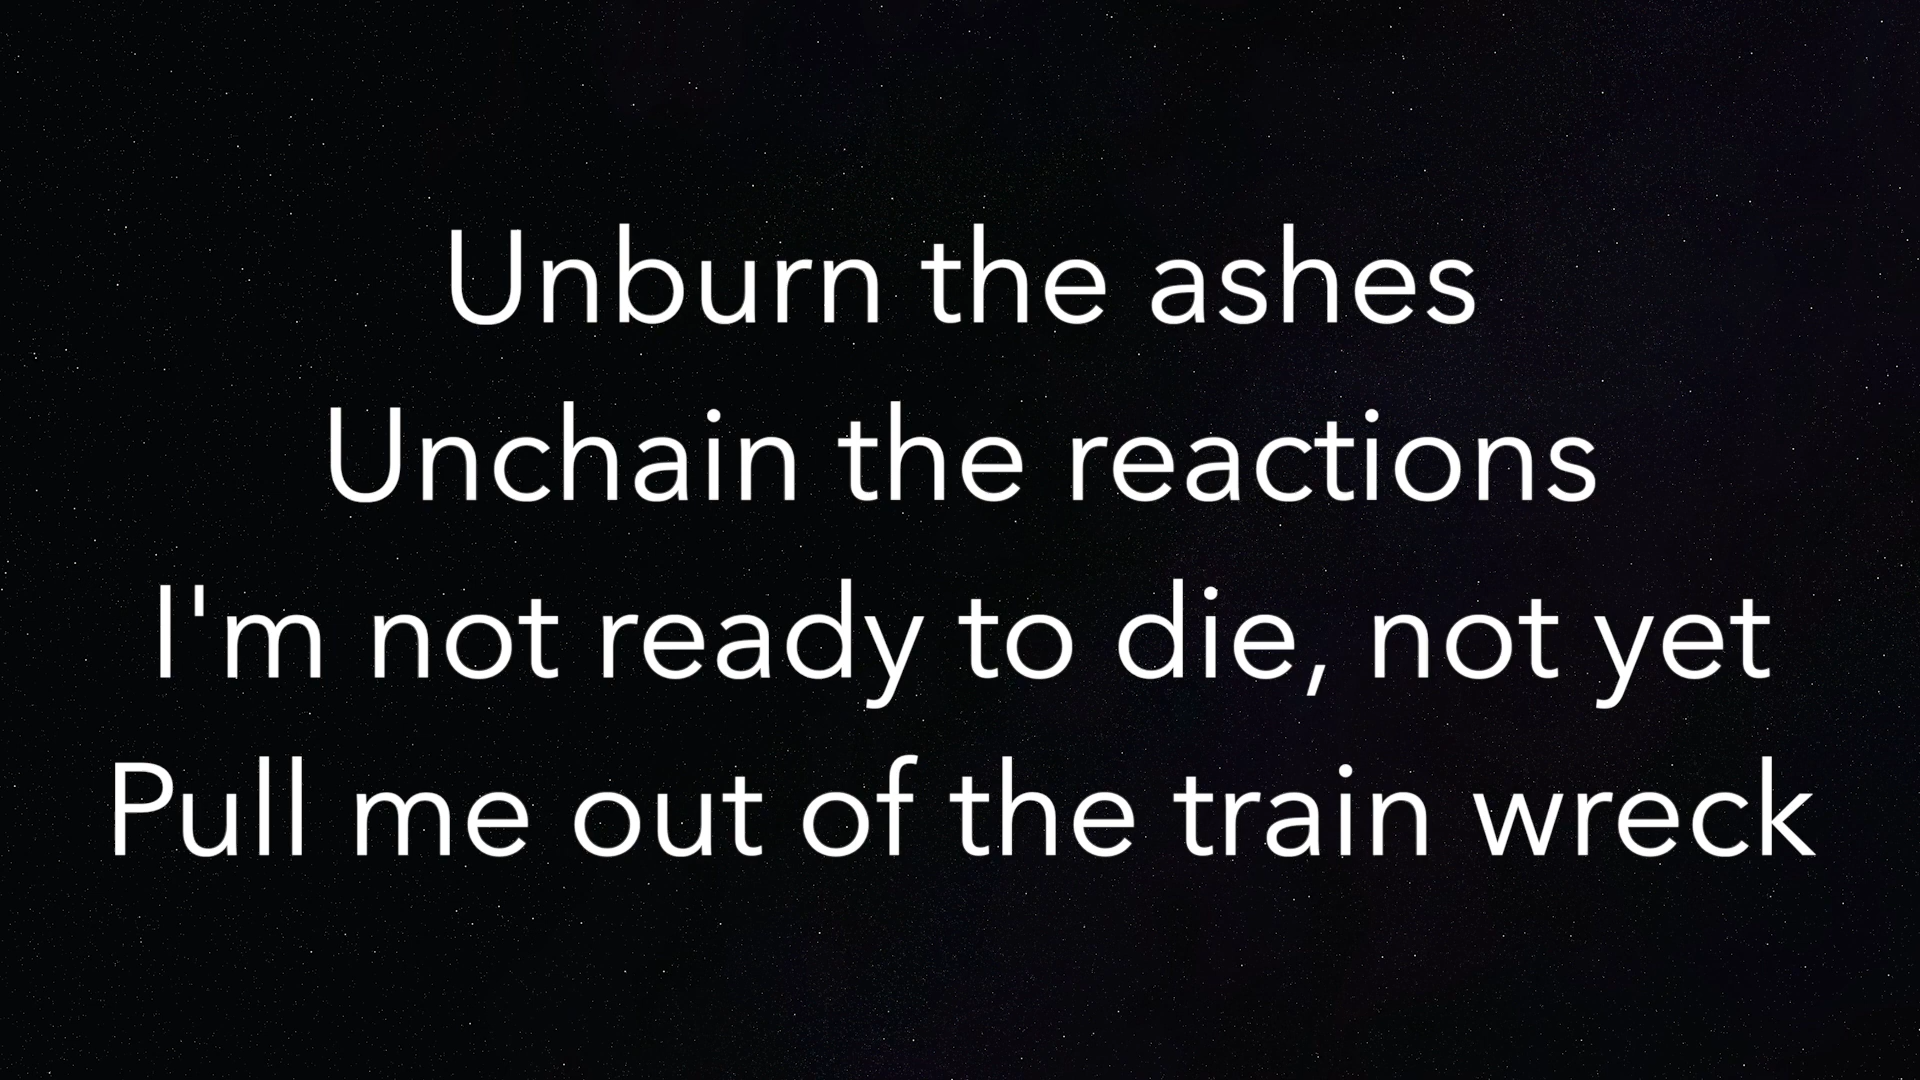 Unburn the ashes
Unchain the reactions
I'm not ready to die, not yet
Pull me out of the train wreck